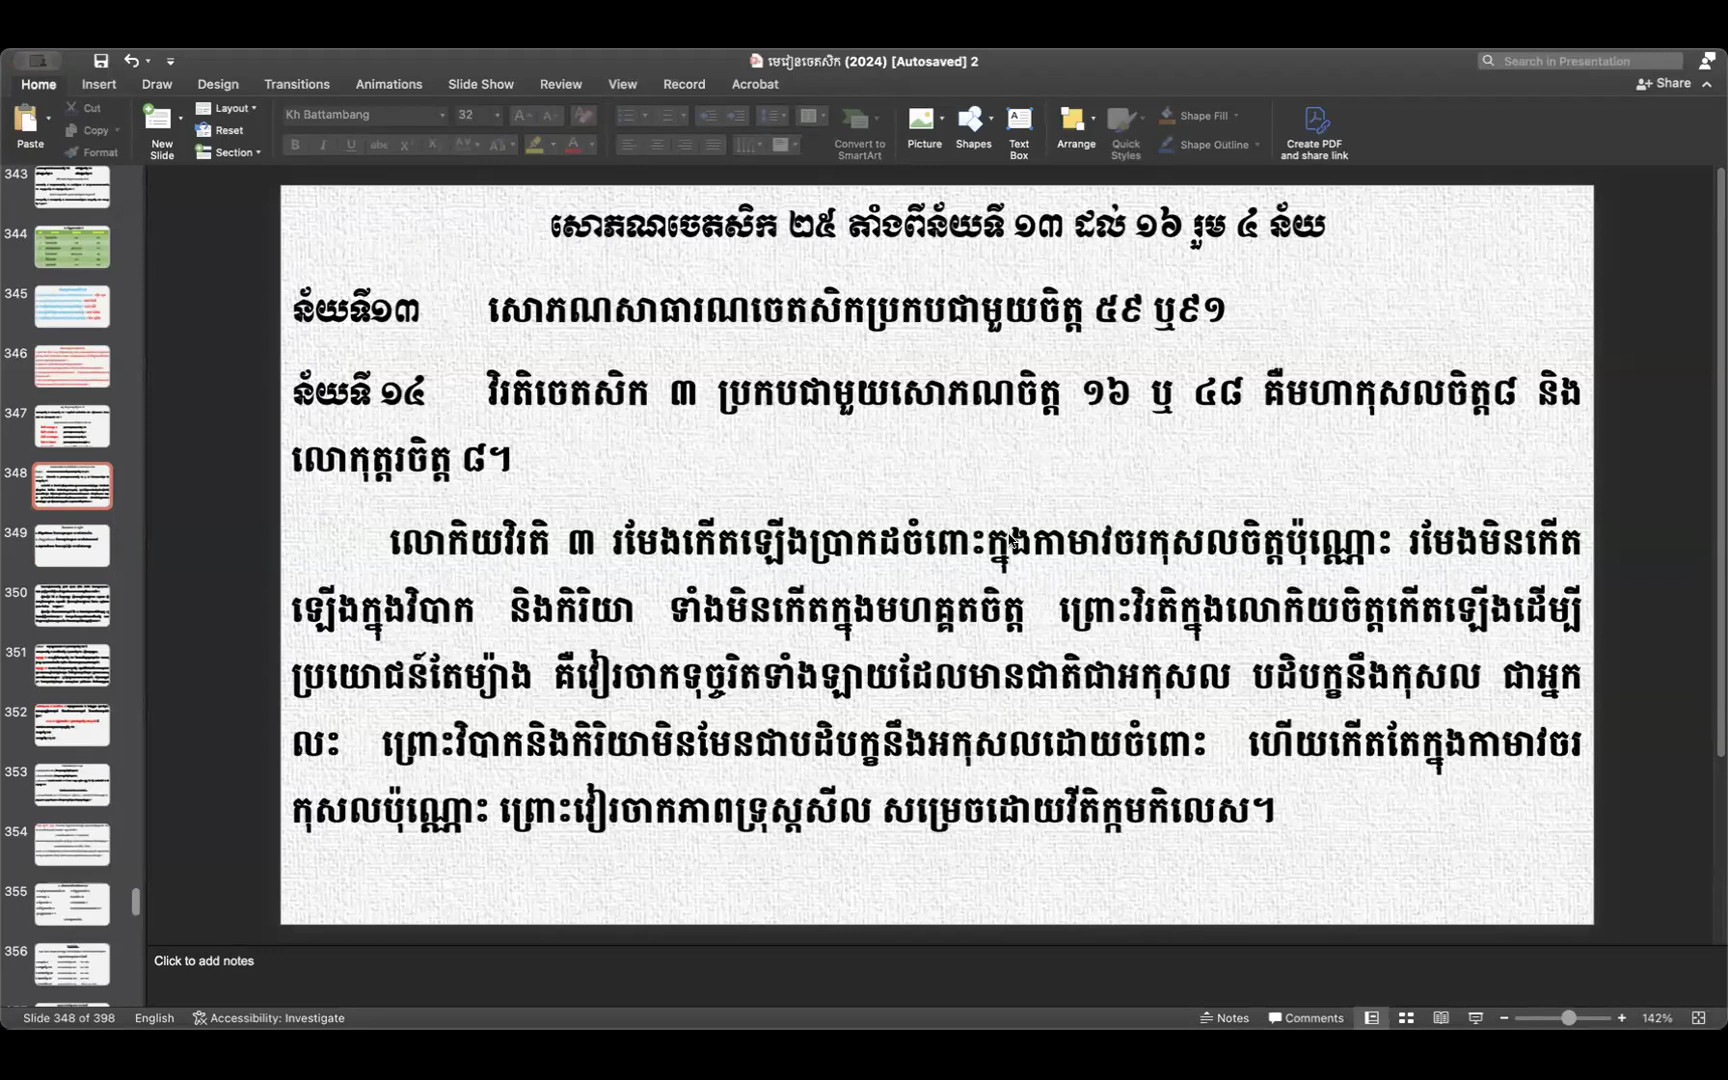 មេរៀនចេតសិក (2024) [Autosaved] 2
Search in Presentation
Home Insert Draw Design Transitions Animations Slide Show Review View Record Acrobat
Share
Paste
Cut
Copy
Format
New Slide
Layout
Reset
Section
Kh Battambang 32
Convert to SmartArt
Picture
Shapes
Text Box
Arrange
Quick Styles
Shape Fill
Shape Outline
Create PDF and share link
343
344
345
346
347
348
349
350
351
352
353
354
355
356
សោភណចេតសិក ២៥ តាំងពីន័យទី ១៣ ដល់ ១៦ រួម ៤ ន័យ
ន័យទី១៣ សោភណសាធារណចេតសិកប្រកបជាមួយចិត្ត ៥៩ ឬ៩១
ន័យទី ១៤ វិរតិចេតសិក ៣ ប្រកបជាមួយសោភណចិត្ត ១៦ ឬ ៤៨ គឺមហាកុសលចិត្ត៨ និង
លោកុត្តរចិត្ត ៨។
លោកិយវិរតិ ៣ រមែងកើតឡើងប្រាកដចំពោះក្នុងកាមាវចរកុសលចិត្តប៉ុណ្ណោះ រមែងមិនកើត
ឡើងក្នុងវិបាក និងកិរិយា ទាំងមិនកើតក្នុងមហគ្គតចិត្ត ព្រោះវិរតិក្នុងលោកិយចិត្តកើតឡើងដើម្បី
ប្រយោជន៍តែម៉្យាង គឺវៀរចាកទុច្ចរិតទាំងឡាយដែលមានជាតិជាអកុសល បដិបក្ខនឹងកុសល ជាអ្នក
លះ ព្រោះវិបាកនិងកិរិយាមិនមែនជាបដិបក្ខនឹងអកុសលដោយចំពោះ ហើយកើតតែក្នុងកាមាវចរ
កុសលប៉ុណ្ណោះ ព្រោះវៀរចាកភាពទ្រុស្តសីល សម្រេចដោយវីតិក្កមកិលេស។
Click to add notes
Slide 348 of 398 English Accessibility: Investigate Notes Comments 142%